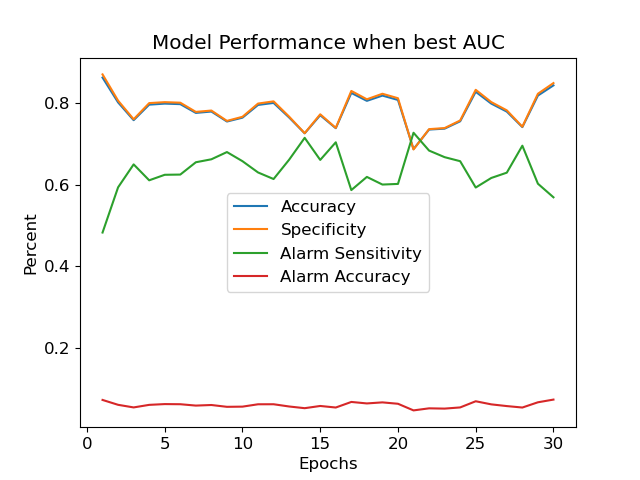 Model Performance when best AUC
0.8
0.6
0.4
0.2
Percent
Accuracy
Specificity
Alarm Sensitivity
Alarm Accuracy
0 5 10 15 20 25 30
Epochs